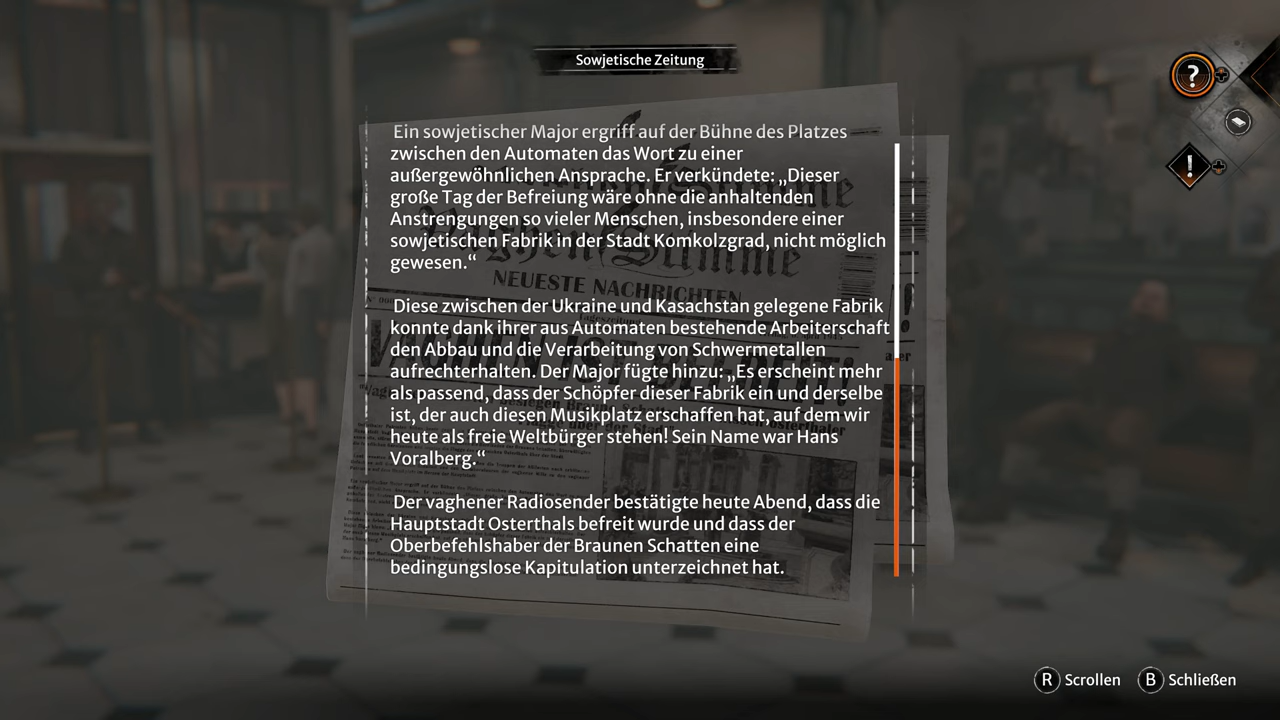 Sowjetische Zeitung
Ein sowjetischer Major ergriff auf der Bühne des Platzes
zwischen den Automaten das Wort zu einer
außergewöhnlichen Ansprache. Er verkündete: „Dieser
große Tag der Befreiung wäre ohne die anhaltenden
Anstrengungen so vieler Menschen, insbesondere einer
sowjetischen Fabrik in der Stadt Komkolzgrad, nicht möglich
gewesen.“
NEUESTE NACHRICHTEN
Diese zwischen der Ukraine und Kasachstan gelegene Fabrik
konnte dank ihrer aus Automaten bestehende Arbeiterschaft
den Abbau und die Verarbeitung von Schwermetallen
aufrechterhalten. Der Major fügte hinzu: „Es erscheint mehr
als passend, dass der Schöpfer dieser Fabrik ein und derselbe
ist, der auch diesen Musikplatz erschaffen hat, auf dem wir
heute als freie Weltbürger stehen! Sein Name war Hans
Voralberg.“
Der vaghener Radiosender bestätigte heute Abend, dass die
Hauptstadt Osterthals befreit wurde und dass der
Oberbefehlshaber der Braunen Schatten eine
bedingungslose Kapitulation unterzeichnet hat.
R Scrollen B Schließen